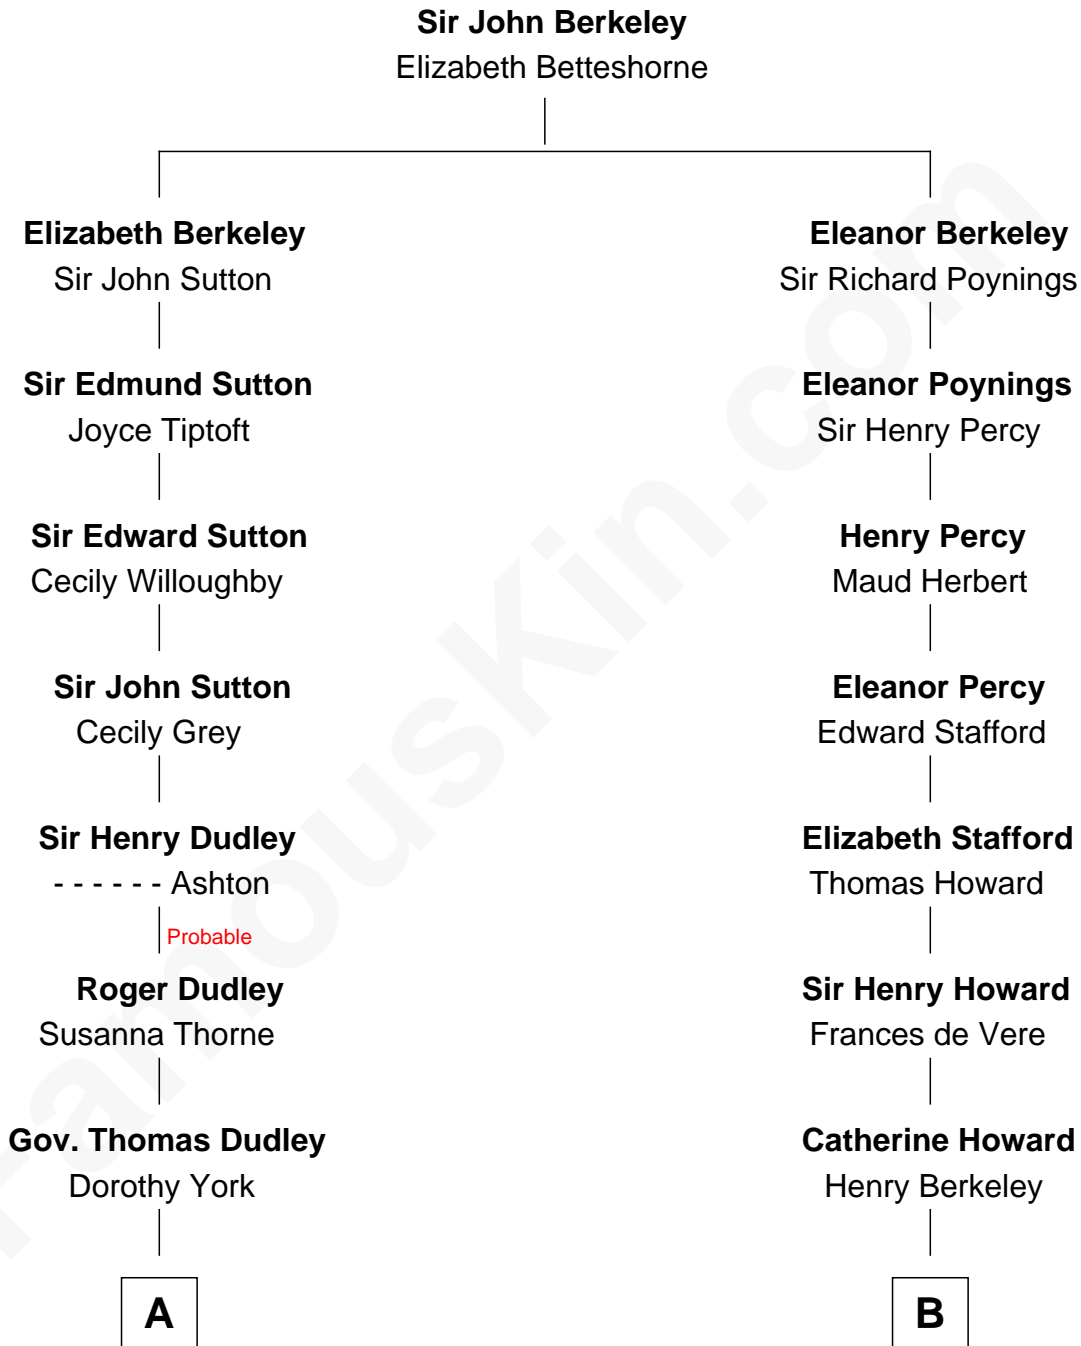 Sir John Berkeley
Elizabeth Betteshorne
Elizabeth Berkeley
Sir John Sutton
Eleanor Berkeley
Sir Richard Poynings
Sir Edmund Sutton
Joyce Tiptoft
Eleanor Poynings
Sir Henry Percy
Sir Edward Sutton
Cecily Willoughby
Henry Percy
Maud Herbert
Sir John Sutton
Cecily Grey
Eleanor Percy
Edward Stafford
Sir Henry Dudley
- - - - - - Ashton
Elizabeth Stafford
Thomas Howard
Probable
Roger Dudley
Susanna Thorne
Sir Henry Howard
Frances de Vere
Gov. Thomas Dudley
Dorothy York
Catherine Howard
Henry Berkeley
A
B
FamousKin.com